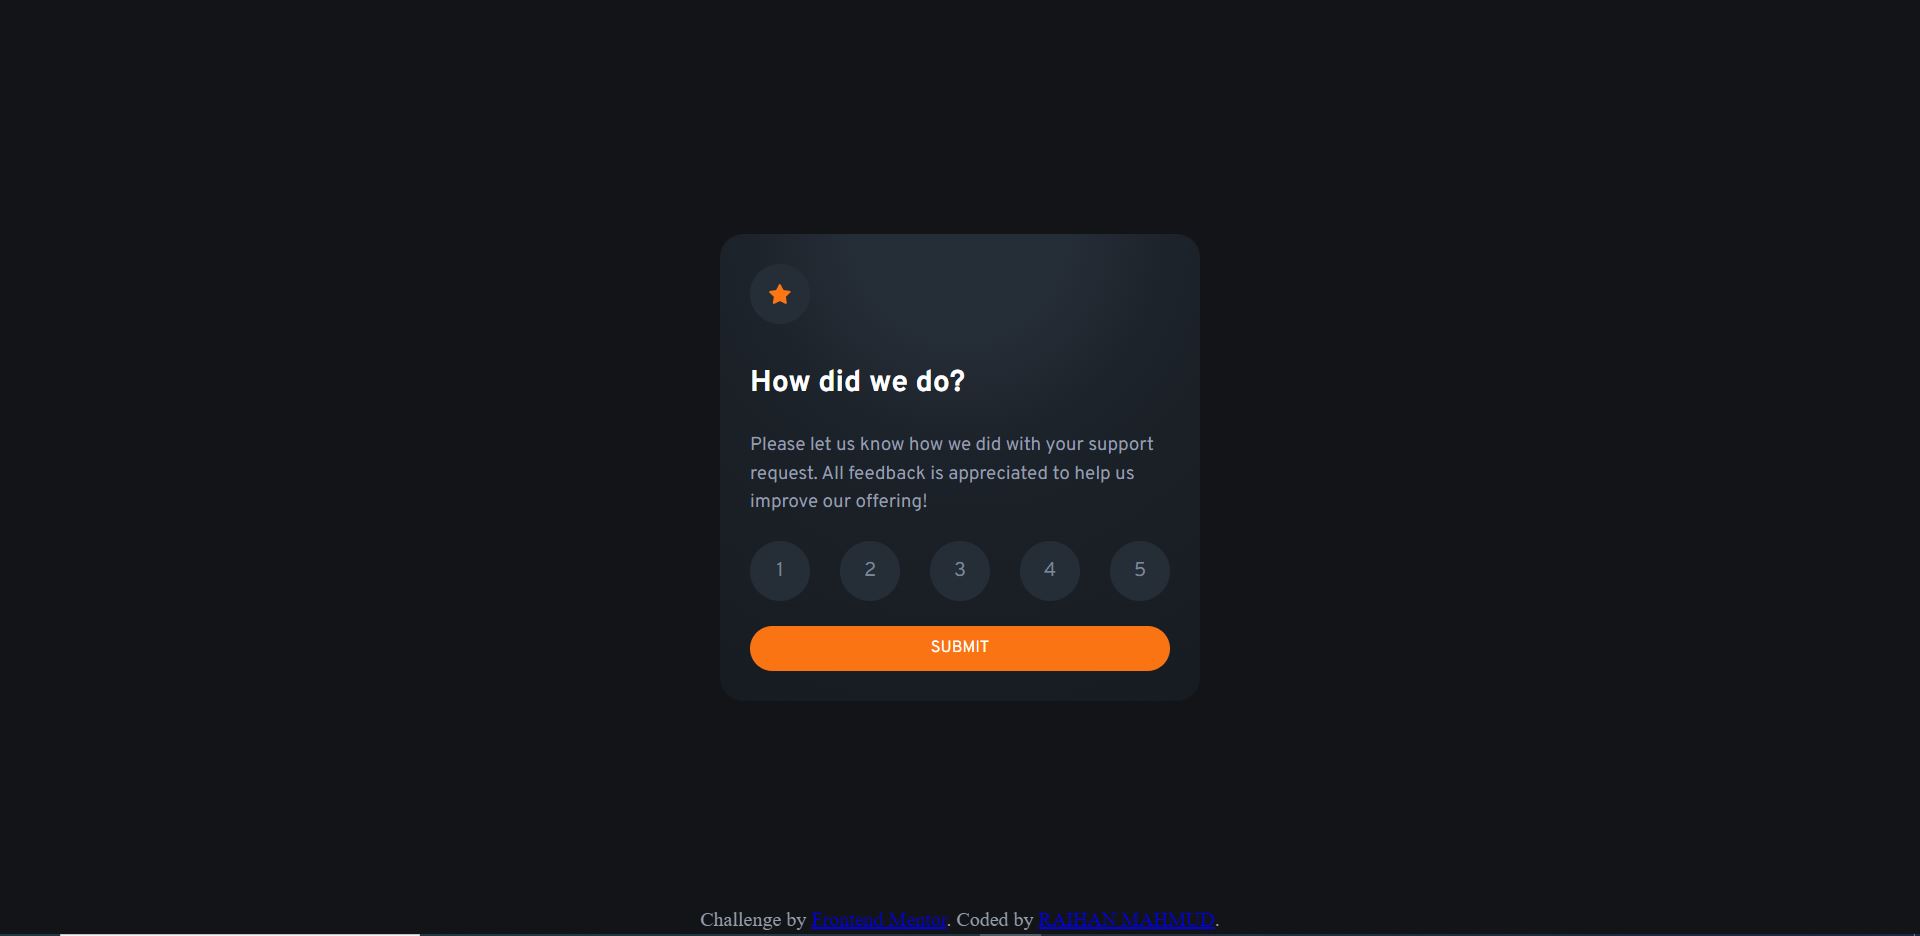 How did we do?
Please let us know how we did with your support
request. All feedback is appreciated to help us
improve our offering!
1 2 3 4 5
SUBMIT
Challenge by Frontend Mentor. Coded by RAIHAN MAHMUD.